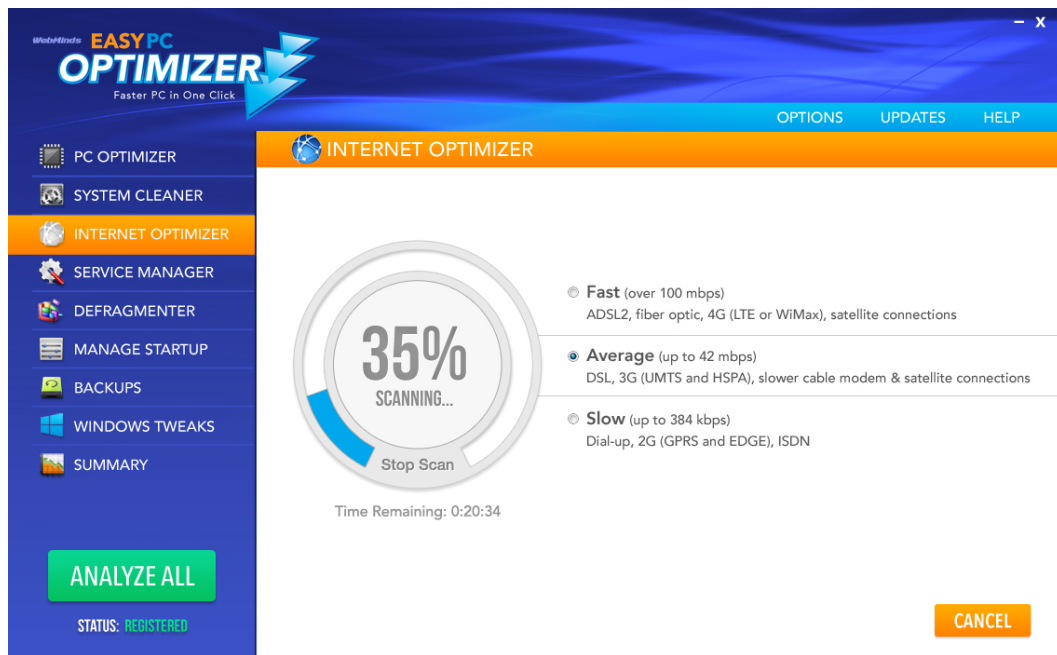 WebMinds EASY PC
OPTIMIZER
Faster PC in One Click
– X
OPTIONS UPDATES HELP
PC OPTIMIZER
SYSTEM CLEANER
INTERNET OPTIMIZER
SERVICE MANAGER
DEFRAGMENTER
MANAGE STARTUP
BACKUPS
WINDOWS TWEAKS
SUMMARY
ANALYZE ALL
STATUS: REGISTERED
INTERNET OPTIMIZER
35%
SCANNING...
Stop Scan
Time Remaining: 0:20:34
Fast (over 100 mbps)
ADSL2, fiber optic, 4G (LTE or WiMax), satellite connections
Average (up to 42 mbps)
DSL, 3G (UMTS and HSPA), slower cable modem & satellite connections
Slow (up to 384 kbps)
Dial-up, 2G (GPRS and EDGE), ISDN
CANCEL